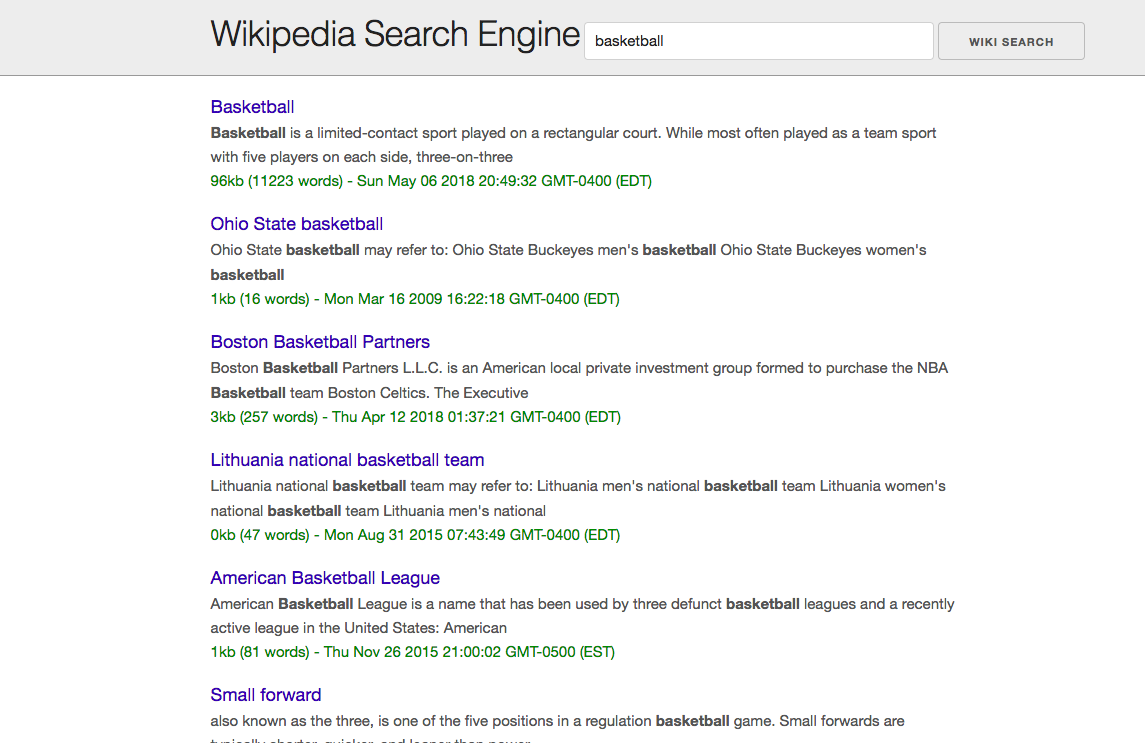 Wikipedia Search Engine basketball WIKI SEARCH
Basketball
Basketball is a limited-contact sport played on a rectangular court. While most often played as a team sport
with five players on each side, three-on-three
96kb (11223 words) - Sun May 06 2018 20:49:32 GMT-0400 (EDT)
Ohio State basketball
Ohio State basketball may refer to: Ohio State Buckeyes men's basketball Ohio State Buckeyes women's
basketball
1kb (16 words) - Mon Mar 16 2009 16:22:18 GMT-0400 (EDT)
Boston Basketball Partners
Boston Basketball Partners L.L.C. is an American local private investment group formed to purchase the NBA
Basketball team Boston Celtics. The Executive
3kb (257 words) - Thu Apr 12 2018 01:37:21 GMT-0400 (EDT)
Lithuania national basketball team
Lithuania national basketball team may refer to: Lithuania men's national basketball team Lithuania women's
national basketball team Lithuania men's national
0kb (47 words) - Mon Aug 31 2015 07:43:49 GMT-0400 (EDT)
American Basketball League
American Basketball League is a name that has been used by three defunct basketball leagues and a recently
active league in the United States: American
1kb (81 words) - Thu Nov 26 2015 21:00:02 GMT-0500 (EST)
Small forward
also known as the three, is one of the five positions in a regulation basketball game. Small forwards are
typically shorter, quicker, and leaner than power